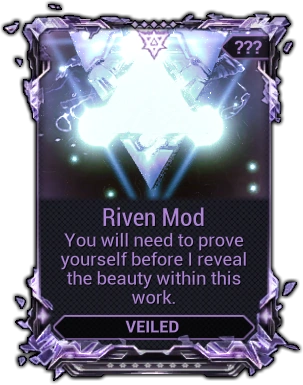 ???
Riven Mod
You will need to prove
yourself before I reveal
the beauty within this
work.
VEILED